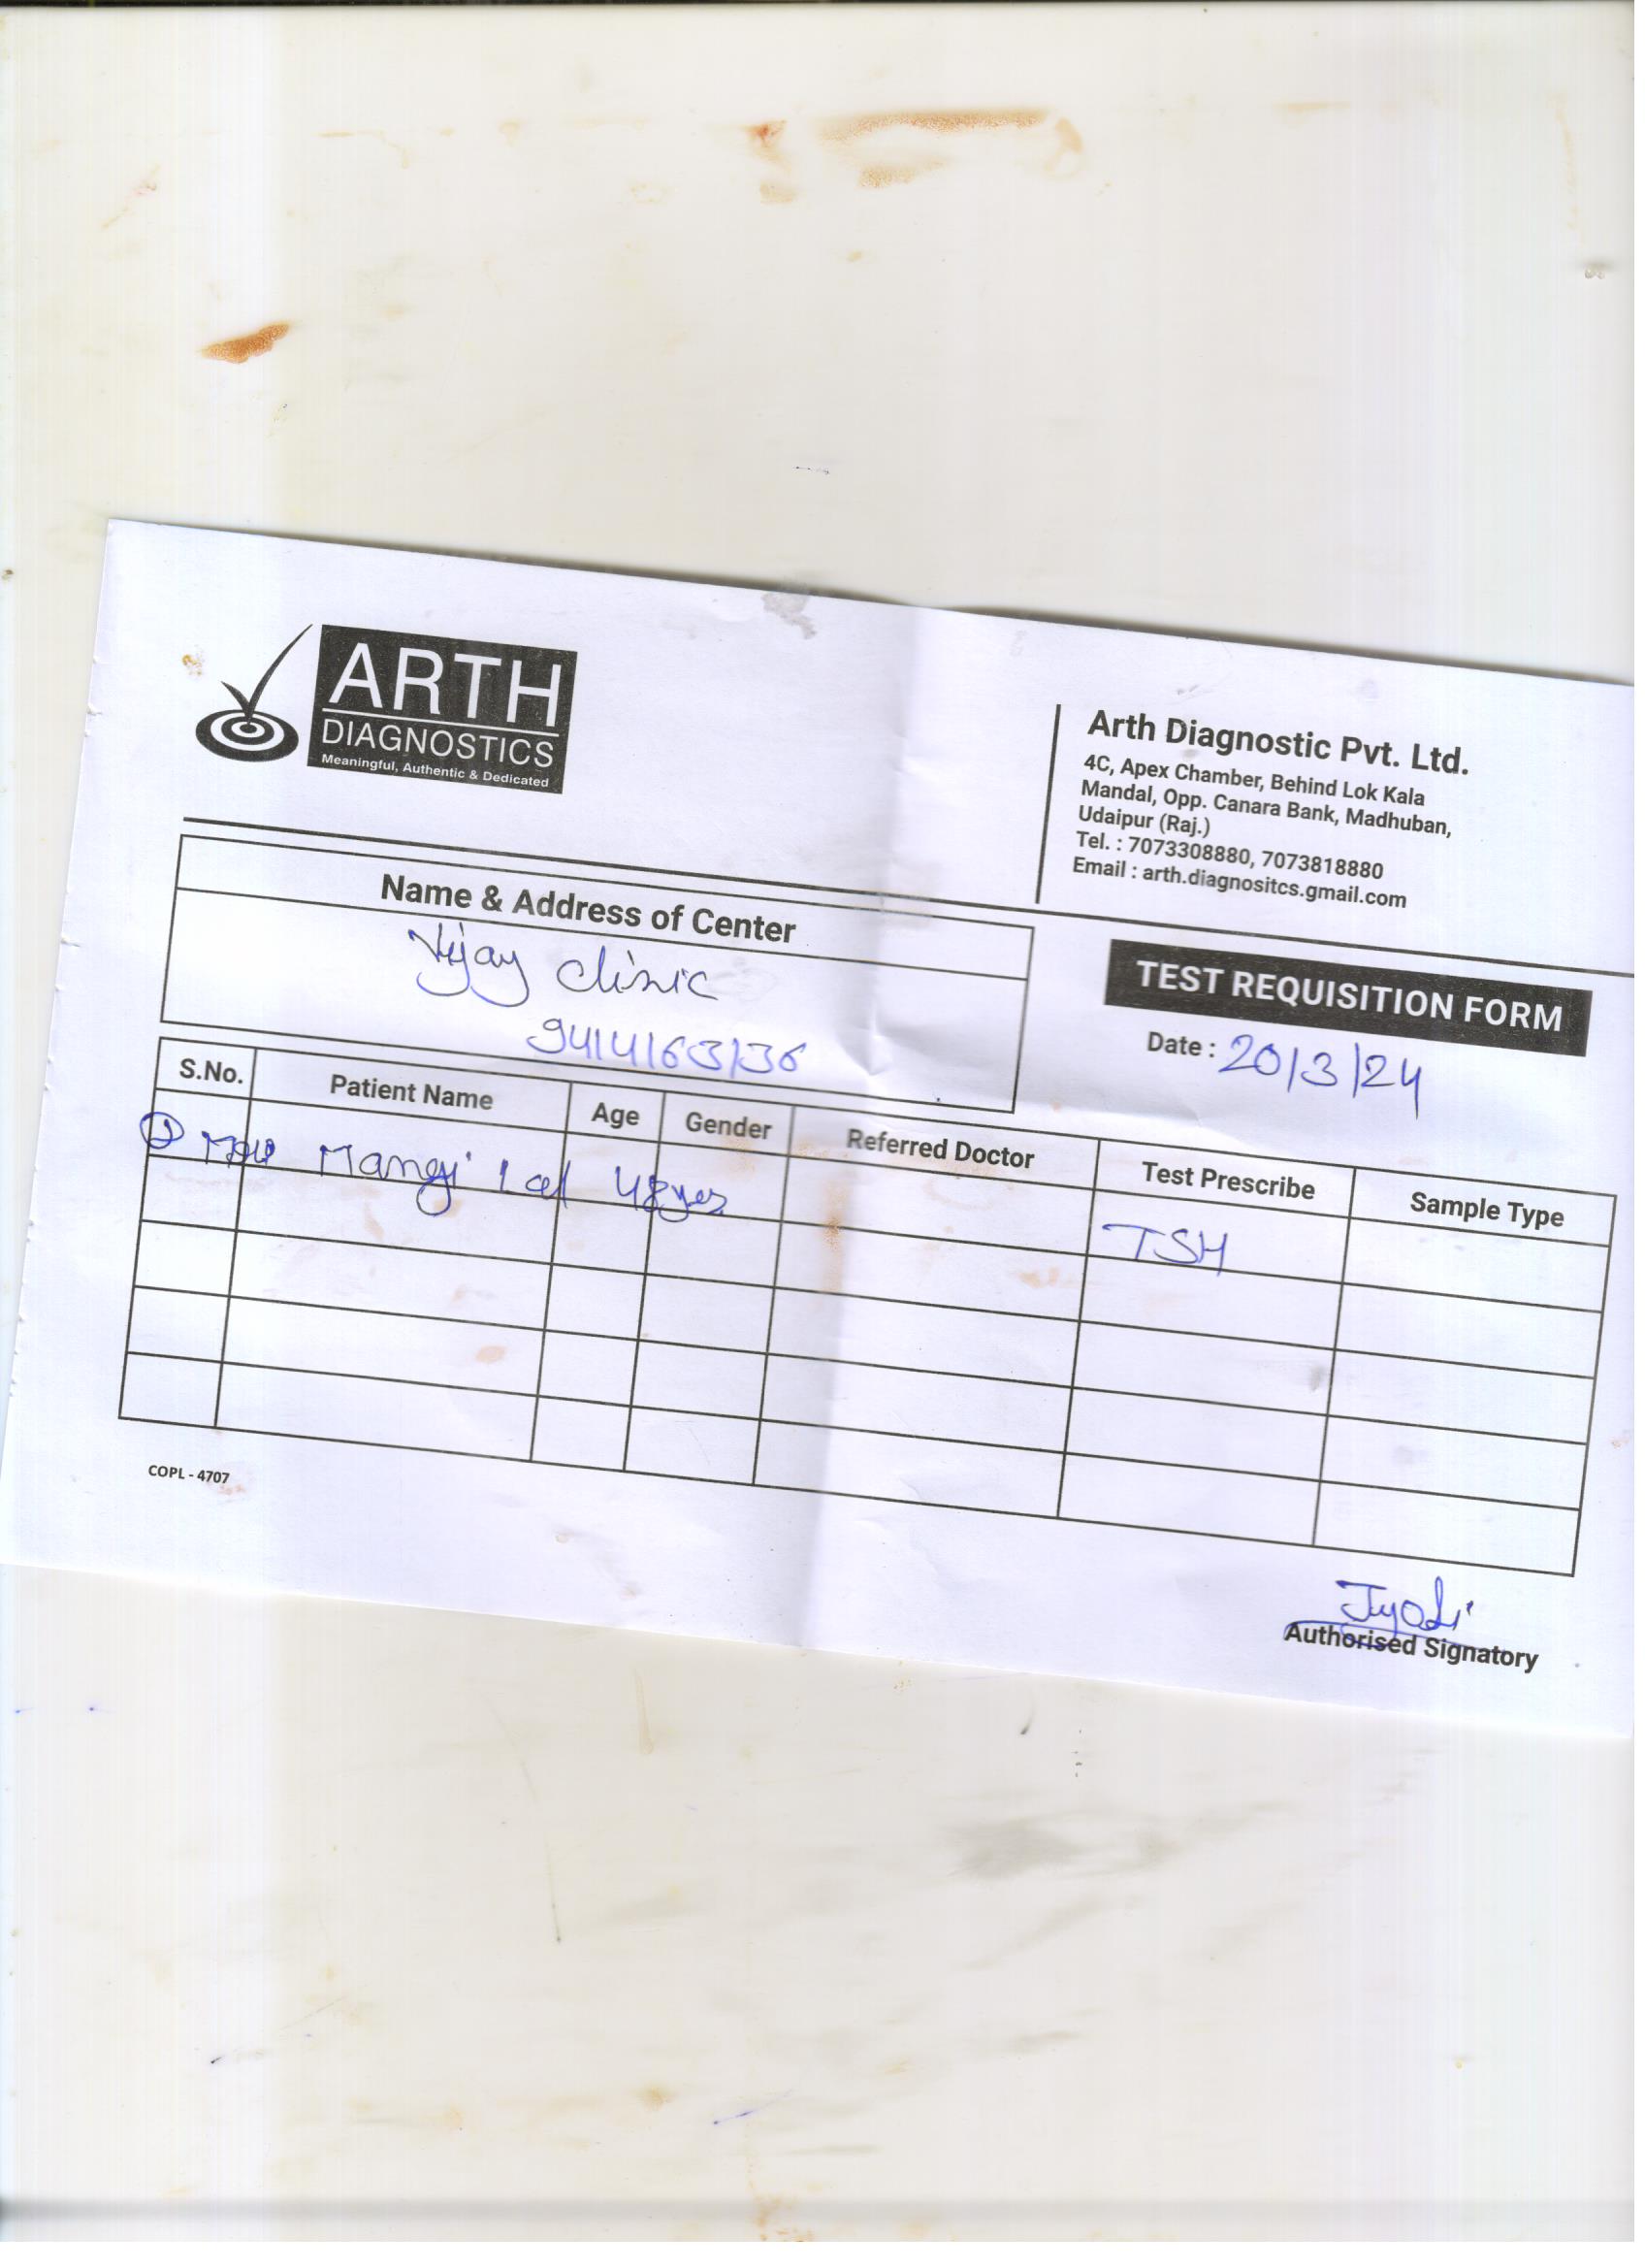 ARTH
DIAGNOSTICS
Meaningful, Authentic & Dedicated
Arth Diagnostic Pvt. Ltd.
4C, Apex Chamber, Behind Lok Kala
Mandal, Opp. Canara Bank, Madhuban,
Udaipur (Raj.)
Tel. : 7073308880, 7073818880
Email : arth.diagnositcs.gmail.com
Name & Address of Center
Vijay clinic
9414163136
TEST REQUISITION FORM
Date : 20/3/24
S.No. Patient Name Age Gender Referred Doctor Test Prescribe Sample Type
Mangi lal 48yes TSH
COPL - 4707
Jyoti
Authorised Signatory